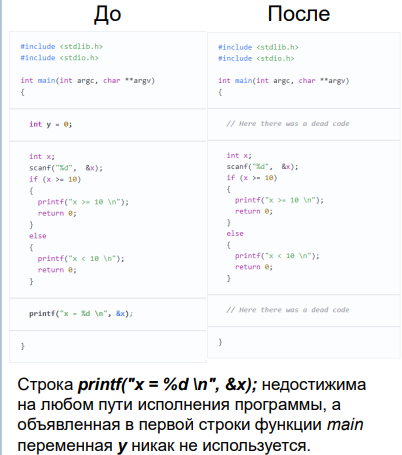 До После
#include <stdlib.h>
#include <stdio.h>
int main(int argc, char **argv)
{
int y = 0;
int x;
scanf("%d", &x);
if (x >= 10)
{
printf("x >= 10 \n");
return 0;
}
else
{
printf("x < 10 \n");
return 0;
}
printf("x = %d \n", &x);
}
#include <stdlib.h>
#include <stdio.h>
int main(int argc, char **argv)
{
// Here there was a dead code
int x;
scanf("%d", &x);
if (x >= 10)
{
printf("x >= 10 \n");
return 0;
}
else
{
printf("x < 10 \n");
return 0;
}
// Here there was a dead code
}
Строка printf("x = %d \n", &x); недостижима
на любом пути исполнения программы, а
объявленная в первой строки функции main
переменная y никак не используется.